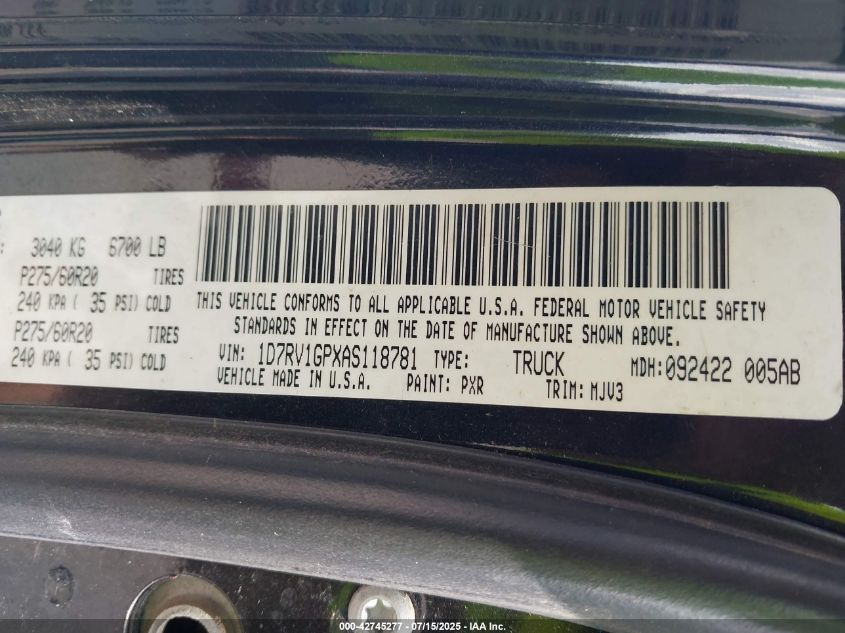 3040 KG 6700 LB
P275/60R20 TIRES
240 KPA ( 35 PSI) COLD
P275/60R20 TIRES
240 KPA ( 35 PSI) COLD
THIS VEHICLE CONFORMS TO ALL APPLICABLE U.S.A. FEDERAL MOTOR VEHICLE SAFETY
STANDARDS IN EFFECT ON THE DATE OF MANUFACTURE SHOWN ABOVE.
VIN: 1D7RV1GPXAS118781 TYPE: TRUCK MDH: 092422 005AB
VEHICLE MADE IN U.S.A. PAINT: PXR TRIM: MJV3
000-42745277 - 07/15/2025 - IAA, Inc.